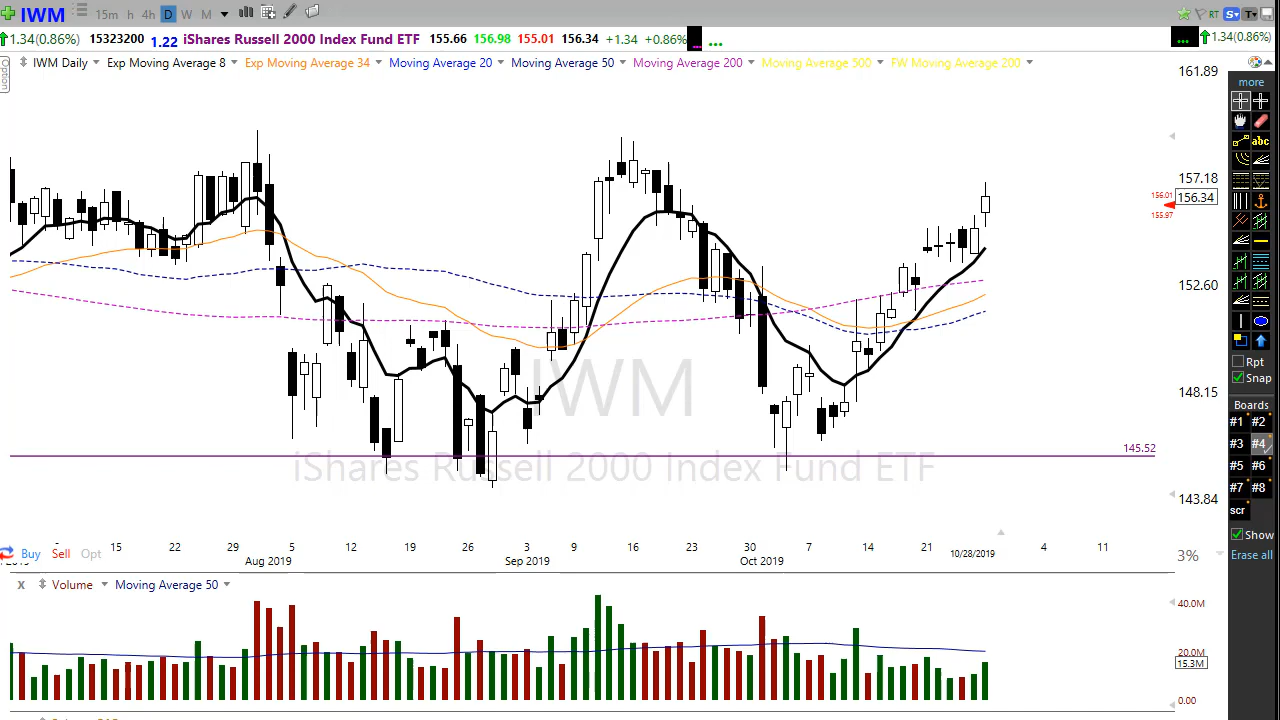 IWM 15m h 4h D W M RT S T
1.34(0.86%) 15323200 1.22 iShares Russell 2000 Index Fund ETF 155.66 156.98 155.01 156.34 +1.34 +0.86% ... ... ... 1.34(0.86%)
Option
IWM Daily Exp Moving Average 8 Exp Moving Average 34 Moving Average 20 Moving Average 50 Moving Average 200 Moving Average 500 FW Moving Average 200
161.89
157.18
156.01
156.34
155.97
152.60
148.15
145.52
143.84
IWM
iShares Russell 2000 Index Fund ETF
15 22 29 5 12 19 26 3 9 16 23 30 7 14 21 10/28/2019 4 11
Aug 2019 Sep 2019 Oct 2019
Buy Sell Opt
3%
X Volume Moving Average 50
40.0M
20.0M
15.3M
0.00
more
abc
Rpt
Snap
Boards
#1 #2
#3 #4
#5 #6
#7 #8
scr
Show
Erase all